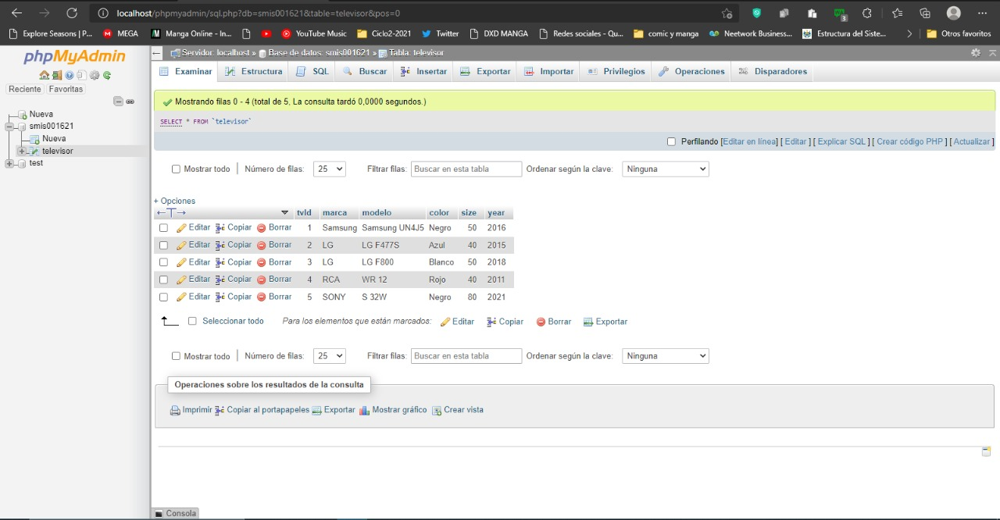 localhost/phpmyadmin/sql.php?db=smis001621&table=televisor&pos=0
3
Explore Seasons | P... MEGA Manga Online - In... YouTube Music Ciclo2-2021 Twitter DXD MANGA Redes sociales - Qu... comic y manga Neetwork Business... Estructura del Siste... Otros favoritos
phpMyAdmin
Reciente Favoritas
Nueva
smis001621
Nueva
televisor
test
Servidor: localhost » Base de datos: smis001621 » Tabla: televisor
Examinar Estructura SQL Buscar Insertar Exportar Importar Privilegios Operaciones Disparadores
Mostrando filas 0 - 4 (total de 5, La consulta tardó 0,0000 segundos.)
SELECT * FROM `televisor`
Perfilando [Editar en línea] [ Editar ] [ Explicar SQL ] [ Crear código PHP ] [ Actualizar ]
Mostrar todo | Número de filas: 25 Filtrar filas: Buscar en esta tabla Ordenar según la clave: Ninguna
+ Opciones
←T→ tvId marca modelo color size year
Editar Copiar Borrar 1 Samsung Samsung UN4J5 Negro 50 2016
Editar Copiar Borrar 2 LG LG F477S Azul 40 2015
Editar Copiar Borrar 3 LG LG F800 Blanco 50 2018
Editar Copiar Borrar 4 RCA WR 12 Rojo 40 2011
Editar Copiar Borrar 5 SONY S 32W Negro 80 2021
Seleccionar todo Para los elementos que están marcados: Editar Copiar Borrar Exportar
Mostrar todo | Número de filas: 25 Filtrar filas: Buscar en esta tabla Ordenar según la clave: Ninguna
Operaciones sobre los resultados de la consulta
Imprimir Copiar al portapapeles Exportar Mostrar gráfico Crear vista
Consola